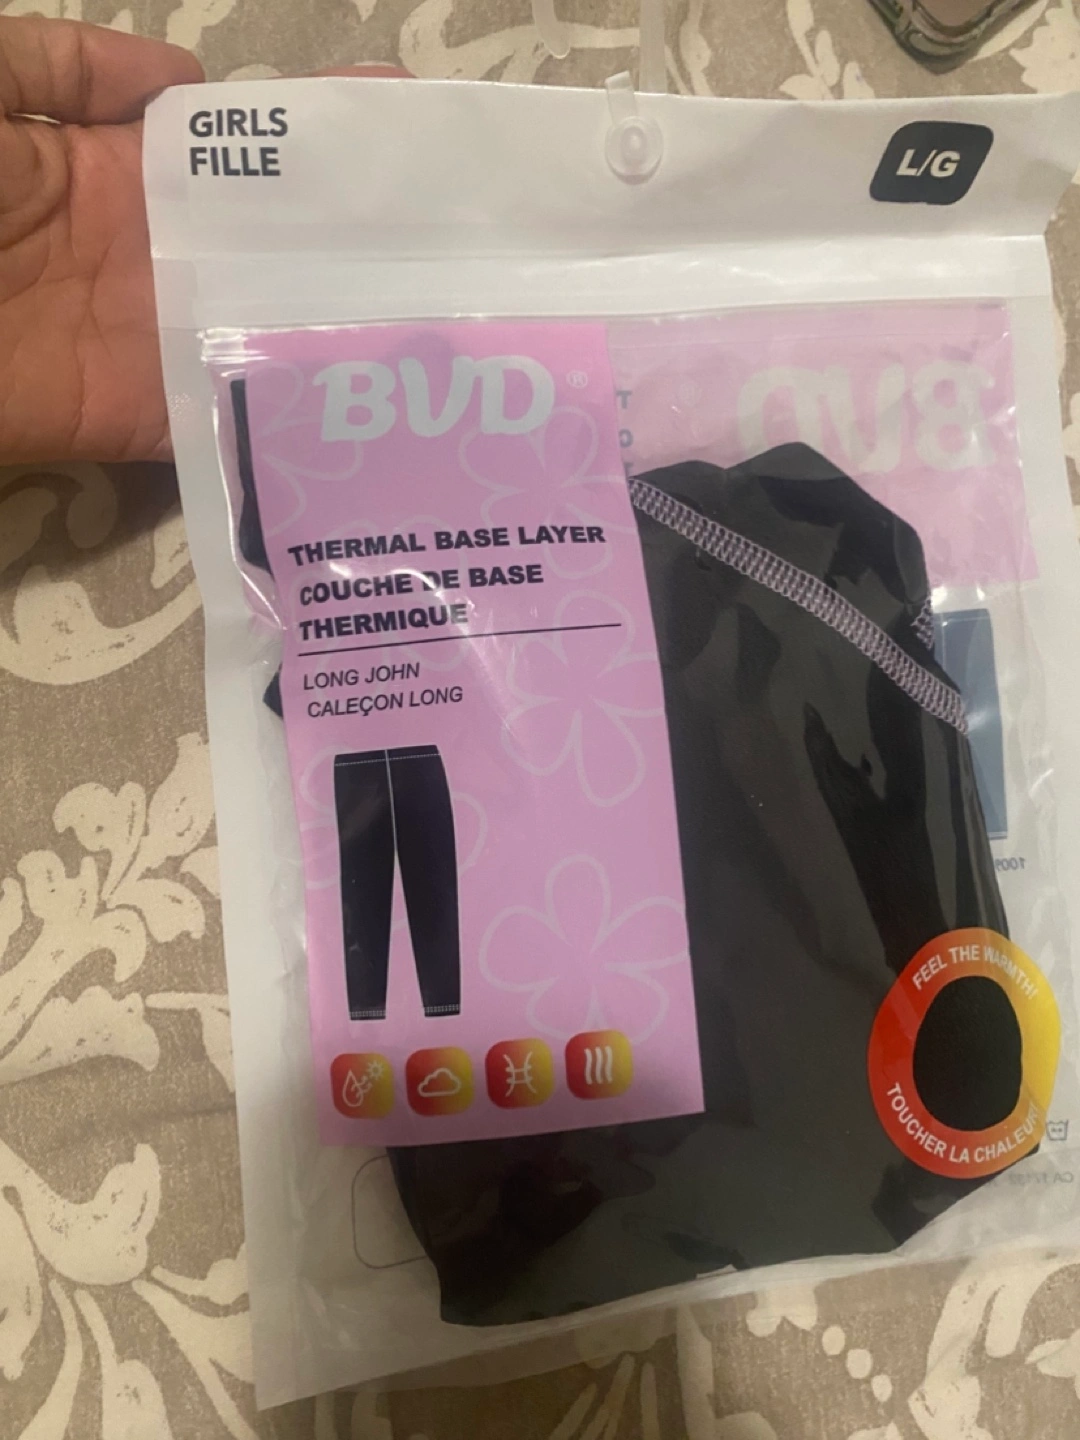 GIRLS
FILLE
L/G
BVD®
THERMAL BASE LAYER
COUCHE DE BASE
THERMIQUE
LONG JOHN
CALEÇON LONG
BVD
FEEL THE WARMTH!
TOUCHER LA CHALEUR!